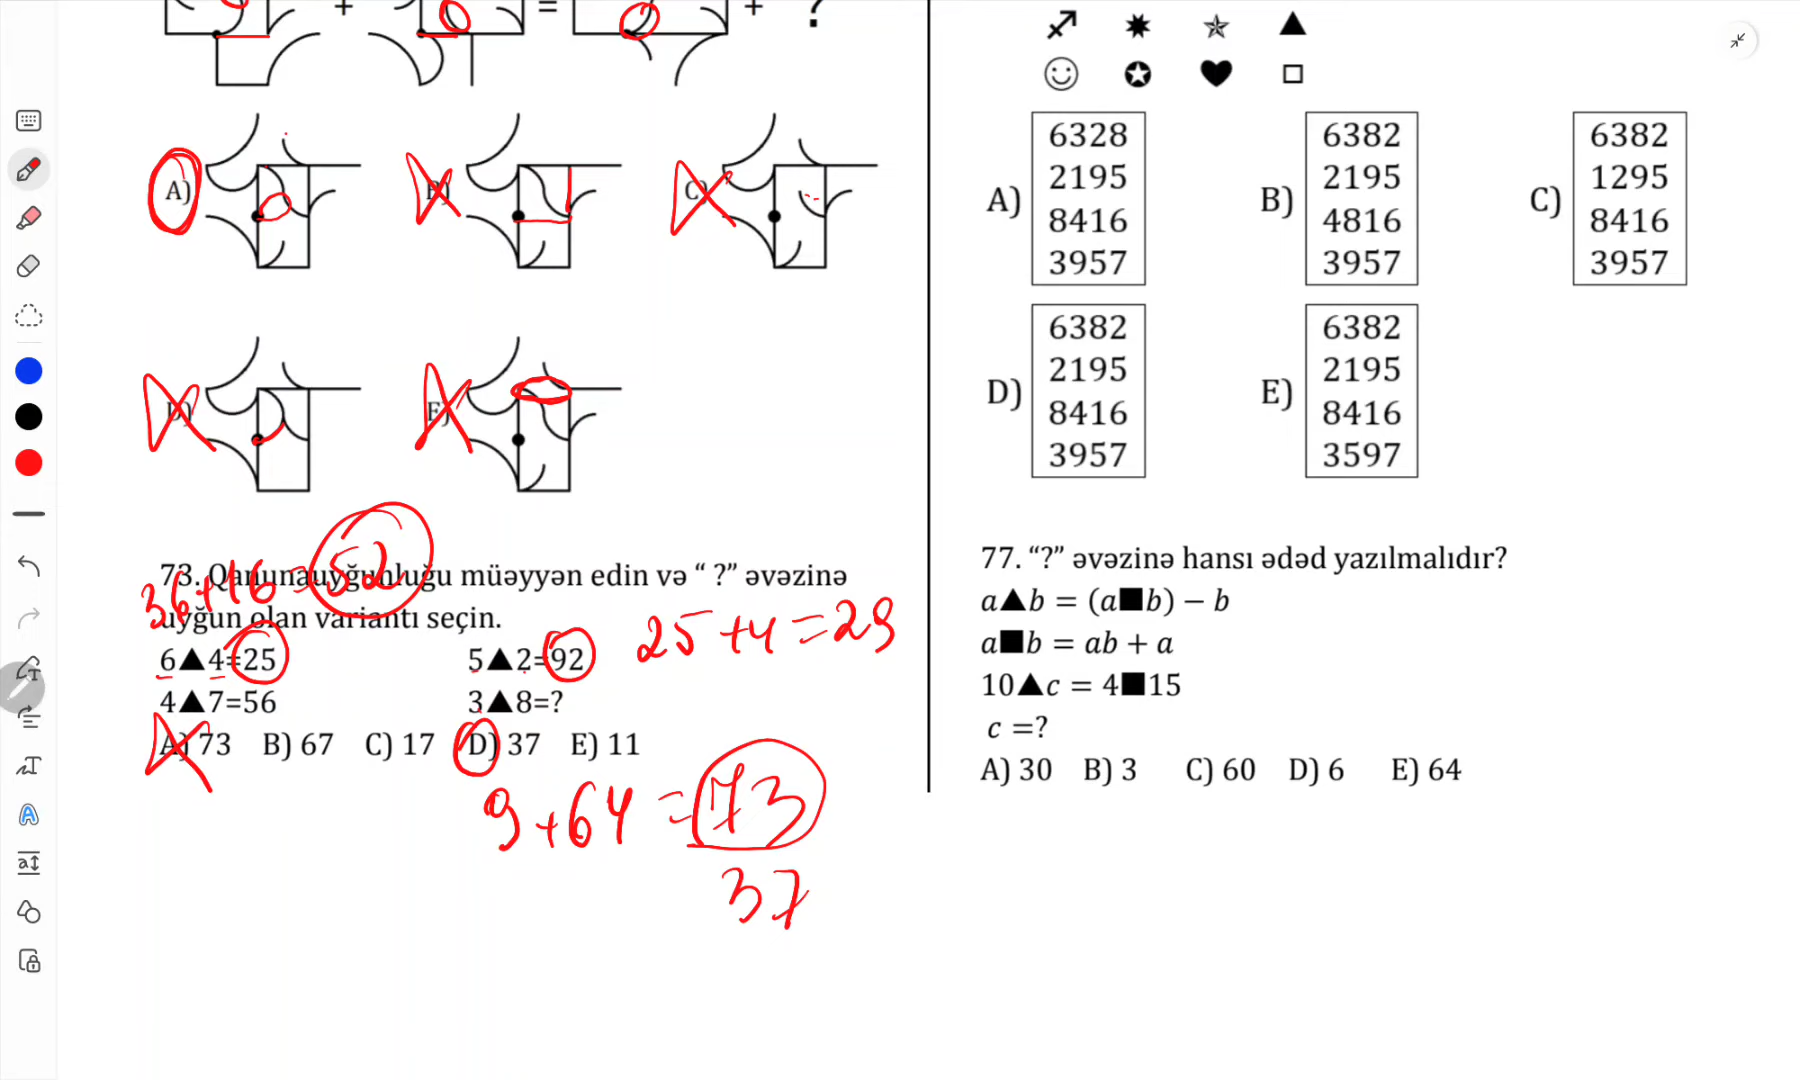 + = + ?
A) B) C)
D) E)
36+16=52
73. Qanunauyğunluğu müəyyən edin və “ ?” əvəzinə
uyğun olan variantı seçin.
25+4=29
6▲4=25 5▲2=92
4▲7=56 3▲8=?
A) 73 B) 67 C) 17 D) 37 E) 11
9+64=73
37
A) 6328
2195
8416
3957
B) 6382
2195
4816
3957
C) 6382
1295
8416
3957
D) 6382
2195
8416
3957
E) 6382
2195
8416
3597
77. “?” əvəzinə hansı ədəd yazılmalıdır?
a▲b = (a■b) − b
a■b = ab + a
10▲c = 4■15
c =?
A) 30 B) 3 C) 60 D) 6 E) 64